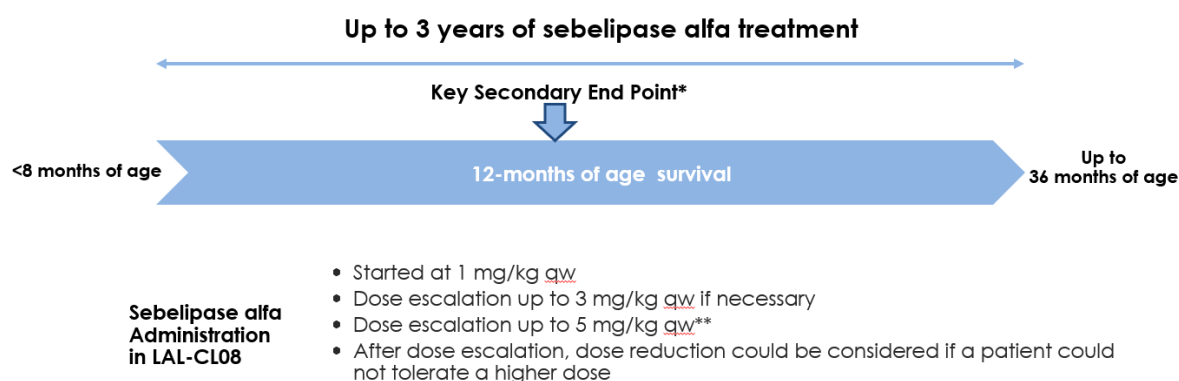 Up to 3 years of sebelipase alfa treatment
Key Secondary End Point*
<8 months of age
12-months of age survival
Up to
36 months of age
Sebelipase alfa
Administration
in LAL-CL08
• Started at 1 mg/kg qw
• Dose escalation up to 3 mg/kg qw if necessary
• Dose escalation up to 5 mg/kg qw**
• After dose escalation, dose reduction could be considered if a patient could
not tolerate a higher dose